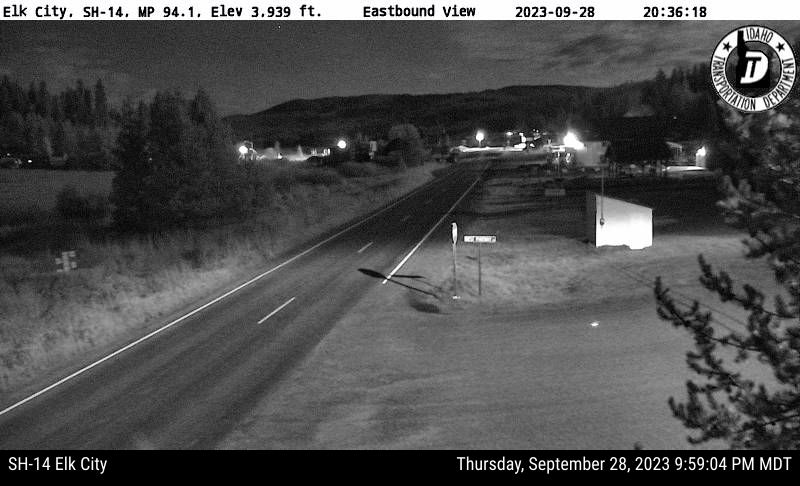 Elk City, SH-14, MP 94.1, Elev 3,939 ft. Eastbound View 2023-09-28 20:36:18
IDAHO
TRANSPORTATION DEPARTMENT
SH-14 Elk City Thursday, September 28, 2023 9:59:04 PM MDT